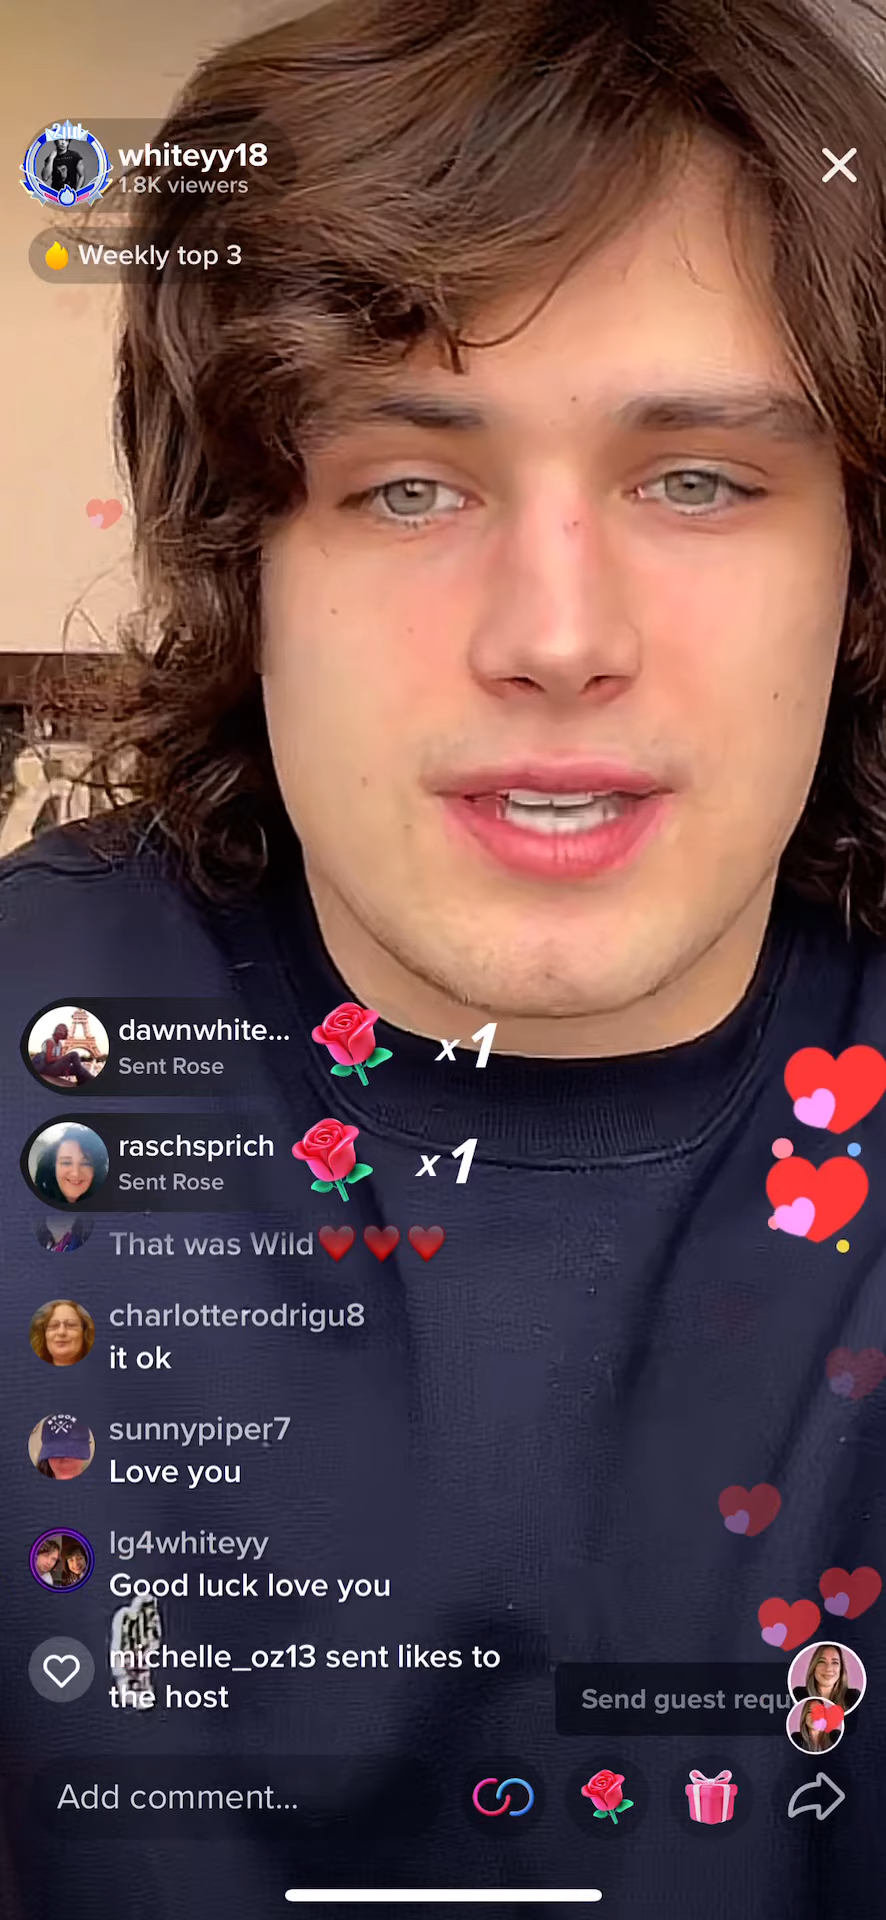 whiteyy18
1.8K viewers
Weekly top 3
dawnwhite...
Sent Rose
x1
raschsprich
Sent Rose
x1
That was Wild❤️❤️❤️
charlotterodrigu8
it ok
sunnypiper7
Love you
lg4whiteyy
Good luck love you
michelle_oz13 sent likes to
the host
Send guest requ
Add comment...